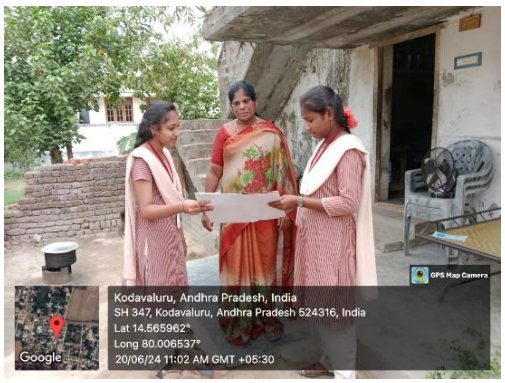 GPS Map Camera
Kodavaluru, Andhra Pradesh, India
SH 347, Kodavaluru, Andhra Pradesh 524316, India
Lat 14.565962°
Long 80.006537°
20/06/24 11:02 AM GMT +05:30
Google